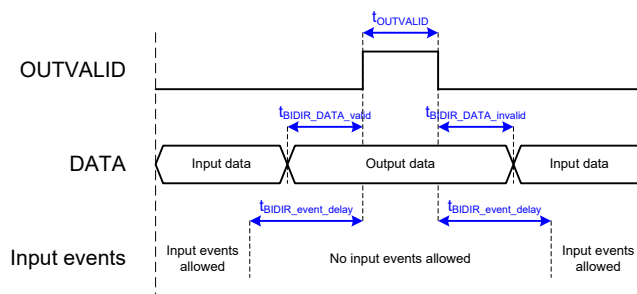 tOUTVALID
OUTVALID
tBIDIR_DATA_valid tBIDIR_DATA_invalid
DATA Input data Output data Input data
tBIDIR_event_delay tBIDIR_event_delay
Input events Input events allowed No input events allowed Input events allowed